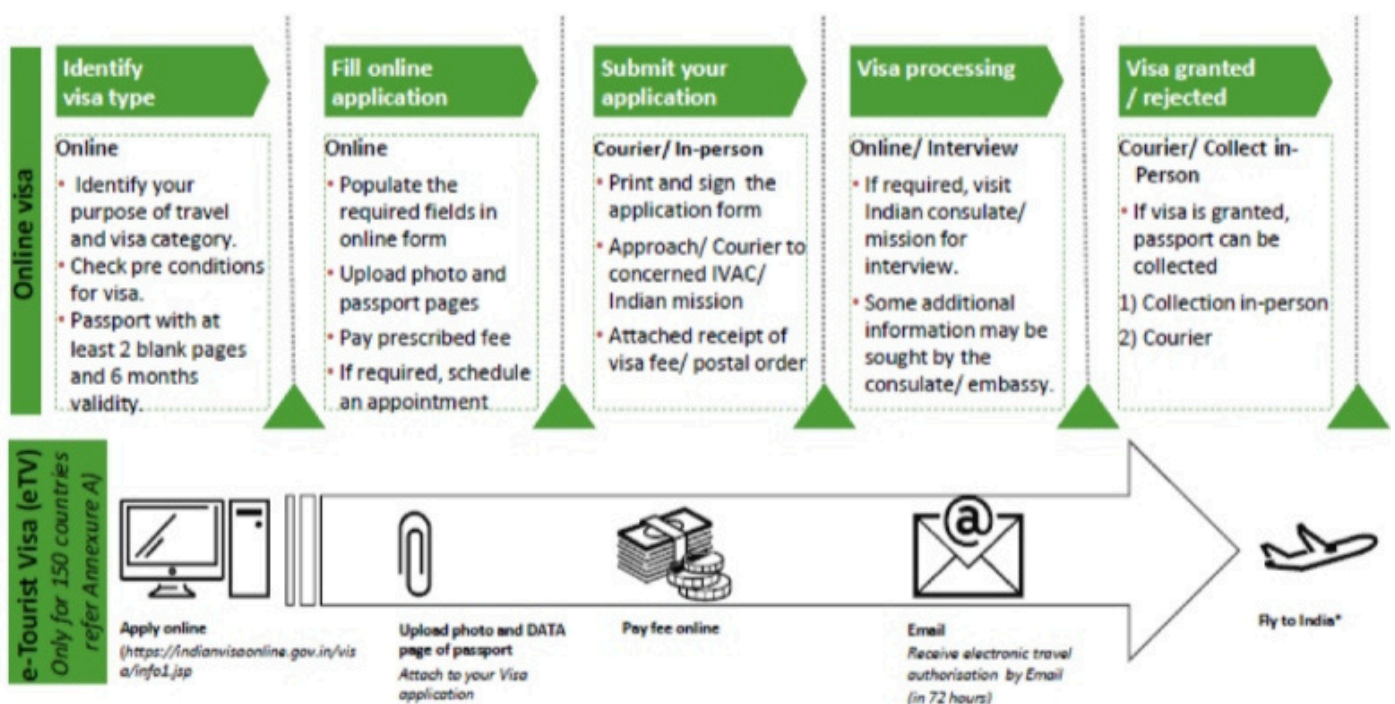 Online visa
Identify
visa type
Online
• Identify your
purpose of travel
and visa category.
• Check pre conditions
for visa.
• Passport with at
least 2 blank pages
and 6 months
validity.
Fill online
application
Online
• Populate the
required fields in
online form
• Upload photo and
passport pages
• Pay prescribed fee
• If required, schedule
an appointment
Submit your
application
Courier/ In-person
• Print and sign the
application form
• Approach/ Courier to
concerned IVAC/
Indian mission
• Attached receipt of
visa fee/ postal order
Visa processing
Online/ Interview
• If required, visit
Indian consulate/
mission for
interview.
• Some additional
information may be
sought by the
consulate/ embassy.
Visa granted
/ rejected
Courier/ Collect in-
Person
• If visa is granted,
passport can be
collected
1) Collection in-person
2) Courier
e-Tourist Visa (eTV)
Only for 150 countries
refer Annexure A)
Apply online
(https://indianvisaonline.gov.in/vis
a/info1.jsp
Upload photo and DATA
page of passport
Attach to your Visa
application
Pay fee online
@
Email
Receive electronic travel
authorisation by Email
(in 72 hours)
Fly to India*